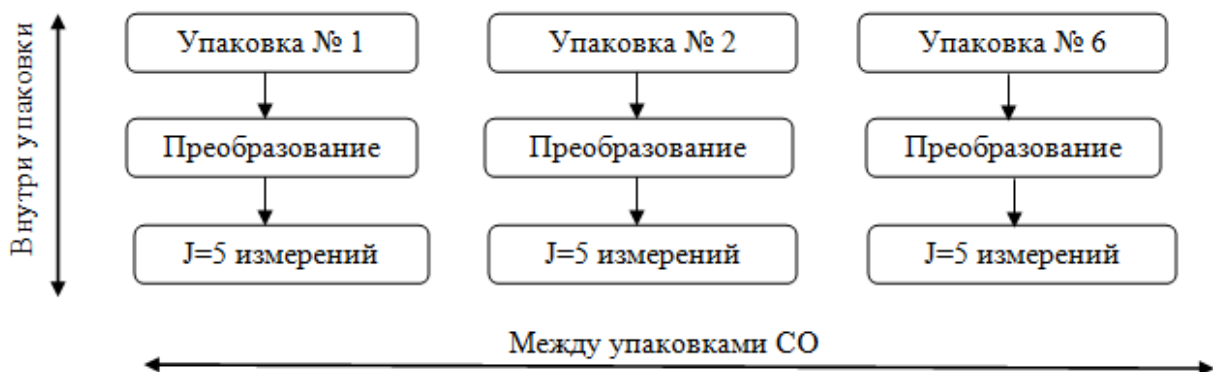 Внутри упаковки
Упаковка № 1
Упаковка № 2
Упаковка № 6
Преобразование
Преобразование
Преобразование
J=5 измерений
J=5 измерений
J=5 измерений
Между упаковками СО